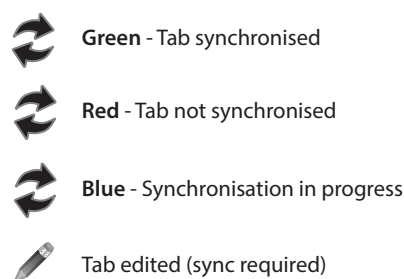 Green - Tab synchronised
Red - Tab not synchronised
Blue - Synchronisation in progress
Tab edited (sync required)